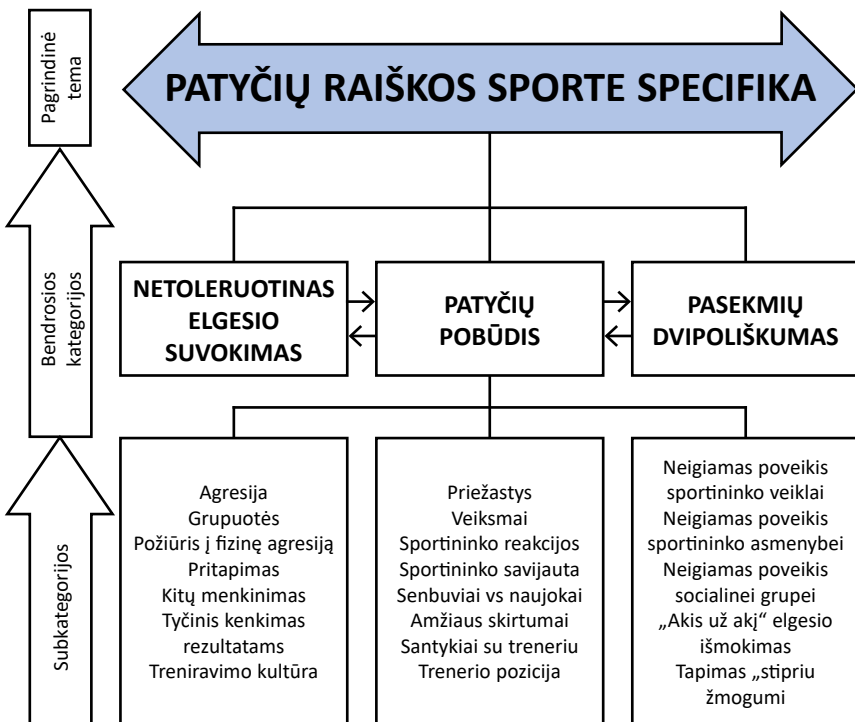 Pagrindinė
tema
PATYČIŲ RAIŠKOS SPORTE SPECIFIKA
Bendrosios
kategorijos
NETOLERUOTINAS
ELGESIO
SUVOKIMAS
PATYČIŲ
POBŪDIS
PASEKMIŲ
DVIPOLIŠKUMAS
Subkategorijos
Agresija
Grupuotės
Požiūris į fizinę agresiją
Pritapimas
Kitų menkinimas
Tyčinis kenkimas
rezultatams
Treniravimo kultūra
Priežastys
Veiksmai
Sportininko reakcijos
Sportininko savijauta
Senbuviai vs naujokai
Amžiaus skirtumai
Santykiai su treneriu
Trenerio pozicija
Neigiamas poveikis
sportininko veiklai
Neigiamas poveikis
sportininko asmenybei
Neigiamas poveikis
socialinei grupei
„Akis už akį“ elgesio
išmokimas
Tapimas „stipriu
žmogumi